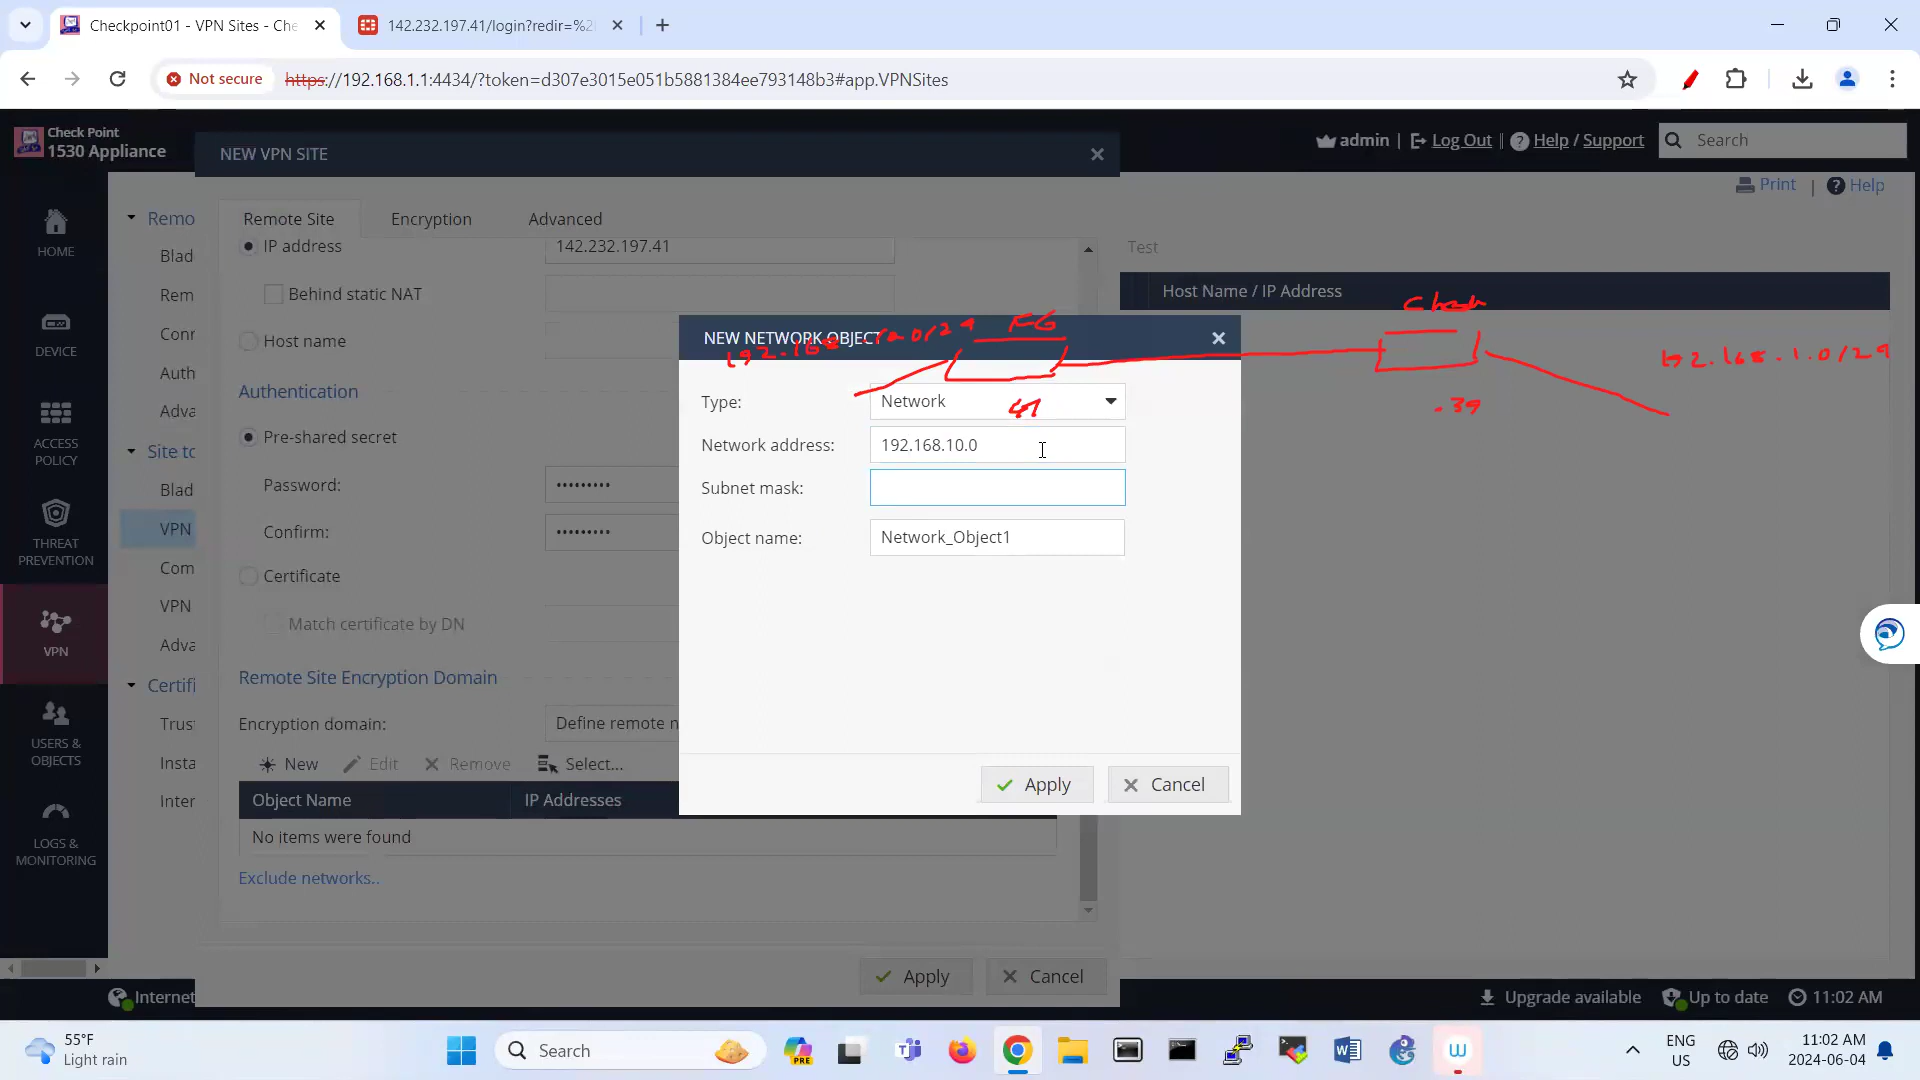 Checkpoint01 - VPN Sites - Che
142.232.197.41/login?redir=%2
Not secure
https://192.168.1.1:4434/?token=d307e3015e051b5881384ee793148b3#app.VPNSites
Check Point
1530 Appliance
NEW VPN SITE
admin | Log Out | Help / Support
Search
Print | Help
HOME
DEVICE
ACCESS
POLICY
THREAT
PREVENTION
VPN
USERS &
OBJECTS
LOGS &
MONITORING
Remo
Blad
Rem
Conr
Auth
Adva
Site to
Blad
VPN
Com
VPN
Adva
Certifi
Trus
Insta
Inter
Remote Site
Encryption
Advanced
IP address
142.232.197.41
Behind static NAT
Host name
Authentication
Pre-shared secret
Password:
•••••••••
Confirm:
•••••••••
Certificate
Match certificate by DN
Remote Site Encryption Domain
Encryption domain:
Define remote n
New
Edit
Remove
Select...
Object Name
IP Addresses
No items were found
Exclude networks..
Apply
Cancel
Test
Host Name / IP Address
Check
192.168.1.0/24
.39
NEW NETWORK OBJECT
FG
41
Type:
Network
Network address:
192.168.10.0
Subnet mask:
Object name:
Network_Object1
Apply
Cancel
Internet
Upgrade available
Up to date
11:02 AM
55°F
Light rain
Search
PRE
ENG
US
11:02 AM
2024-06-04